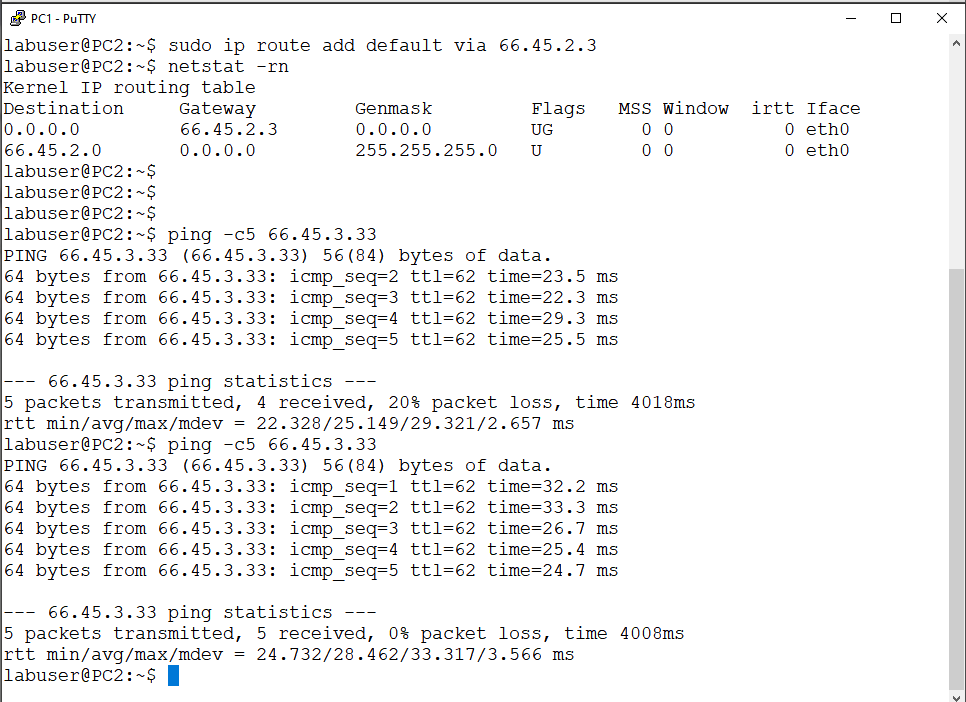 PC1 - PuTTY
labuser@PC2:~$ sudo ip route add default via 66.45.2.3
labuser@PC2:~$ netstat -rn
Kernel IP routing table
Destination     Gateway         Genmask         Flags   MSS Window  irtt Iface
0.0.0.0         66.45.2.3       0.0.0.0         UG        0 0          0 eth0
66.45.2.0       0.0.0.0         255.255.255.0   U         0 0          0 eth0
labuser@PC2:~$
labuser@PC2:~$
labuser@PC2:~$
labuser@PC2:~$ ping -c5 66.45.3.33
PING 66.45.3.33 (66.45.3.33) 56(84) bytes of data.
64 bytes from 66.45.3.33: icmp_seq=2 ttl=62 time=23.5 ms
64 bytes from 66.45.3.33: icmp_seq=3 ttl=62 time=22.3 ms
64 bytes from 66.45.3.33: icmp_seq=4 ttl=62 time=29.3 ms
64 bytes from 66.45.3.33: icmp_seq=5 ttl=62 time=25.5 ms

--- 66.45.3.33 ping statistics ---
5 packets transmitted, 4 received, 20% packet loss, time 4018ms
rtt min/avg/max/mdev = 22.328/25.149/29.321/2.657 ms
labuser@PC2:~$ ping -c5 66.45.3.33
PING 66.45.3.33 (66.45.3.33) 56(84) bytes of data.
64 bytes from 66.45.3.33: icmp_seq=1 ttl=62 time=32.2 ms
64 bytes from 66.45.3.33: icmp_seq=2 ttl=62 time=33.3 ms
64 bytes from 66.45.3.33: icmp_seq=3 ttl=62 time=26.7 ms
64 bytes from 66.45.3.33: icmp_seq=4 ttl=62 time=25.4 ms
64 bytes from 66.45.3.33: icmp_seq=5 ttl=62 time=24.7 ms

--- 66.45.3.33 ping statistics ---
5 packets transmitted, 5 received, 0% packet loss, time 4008ms
rtt min/avg/max/mdev = 24.732/28.462/33.317/3.566 ms
labuser@PC2:~$